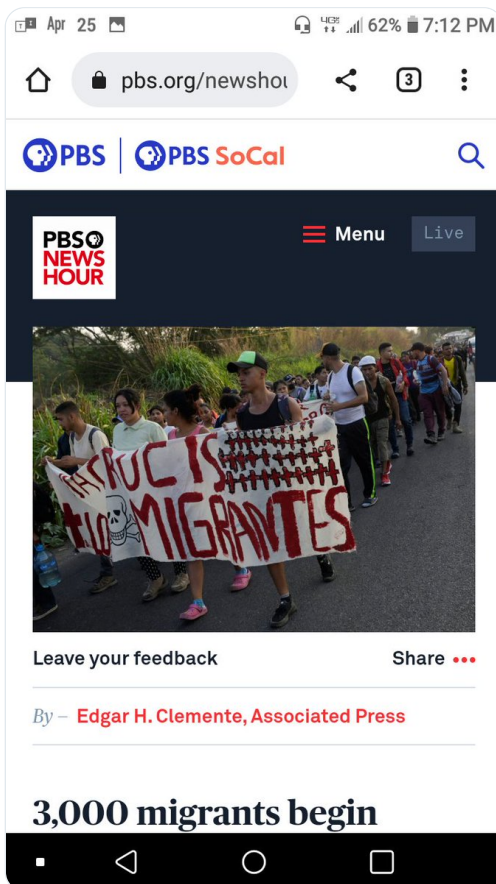 Apr 25
4GE
62%
7:12 PM
pbs.org/newshou
3
PBS
PBS SoCal
PBS
NEWS
HOUR
Menu
Live
MIGRANTES
Leave your feedback
Share
By – Edgar H. Clemente, Associated Press
3,000 migrants begin